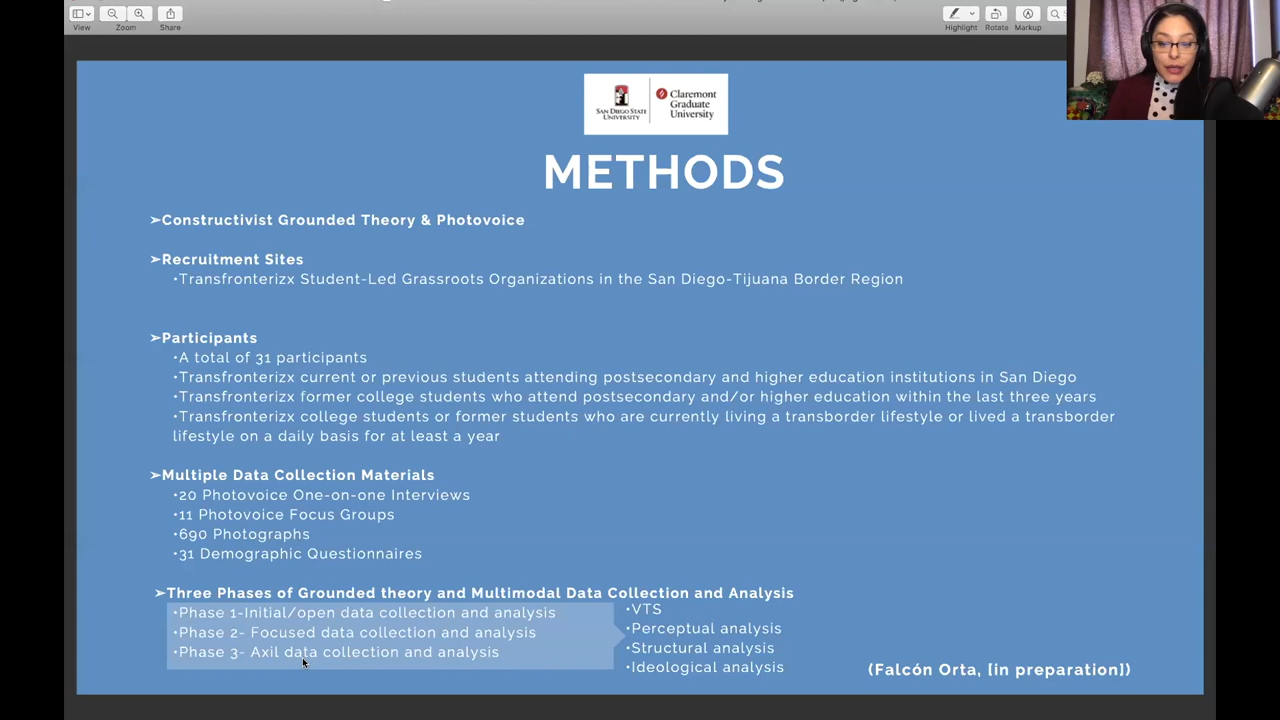 View
Zoom
Share
Highlight
Rotate
Markup
SAN DIEGO STATE
UNIVERSITY
Claremont
Graduate
University
METHODS
➢Constructivist Grounded Theory & Photovoice
➢Recruitment Sites
•Transfronterizx Student-Led Grassroots Organizations in the San Diego-Tijuana Border Region
➢Participants
•A total of 31 participants
•Transfronterizx current or previous students attending postsecondary and higher education institutions in San Diego
•Transfronterizx former college students who attend postsecondary and/or higher education within the last three years
•Transfronterizx college students or former students who are currently living a transborder lifestyle or lived a transborder
lifestyle on a daily basis for at least a year
➢Multiple Data Collection Materials
•20 Photovoice One-on-one Interviews
•11 Photovoice Focus Groups
•690 Photographs
•31 Demographic Questionnaires
➢Three Phases of Grounded theory and Multimodal Data Collection and Analysis
•Phase 1-Initial/open data collection and analysis
•Phase 2- Focused data collection and analysis
•Phase 3- Axil data collection and analysis
•VTS
•Perceptual analysis
•Structural analysis
•Ideological analysis
(Falcón Orta, [in preparation])